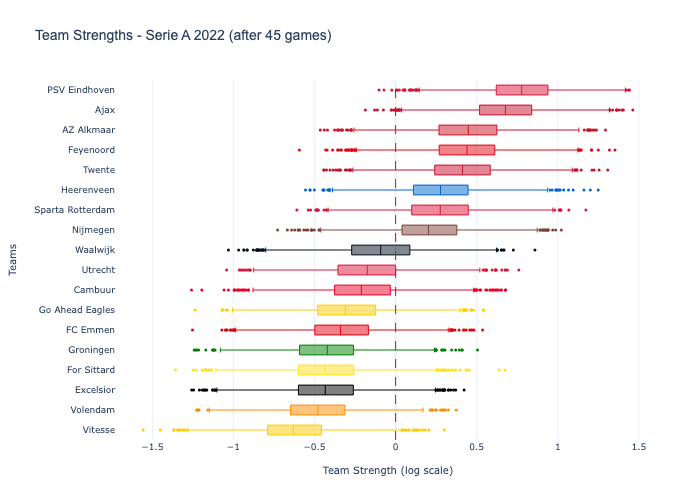 Team Strengths - Serie A 2022 (after 45 games)
PSV Eindhoven
Ajax
AZ Alkmaar
Feyenoord
Twente
Heerenveen
Sparta Rotterdam
Nijmegen
Waalwijk
Utrecht
Cambuur
Go Ahead Eagles
FC Emmen
Groningen
For Sittard
Excelsior
Volendam
Vitesse
Teams
−1.5 −1 −0.5 0 0.5 1 1.5
Team Strength (log scale)